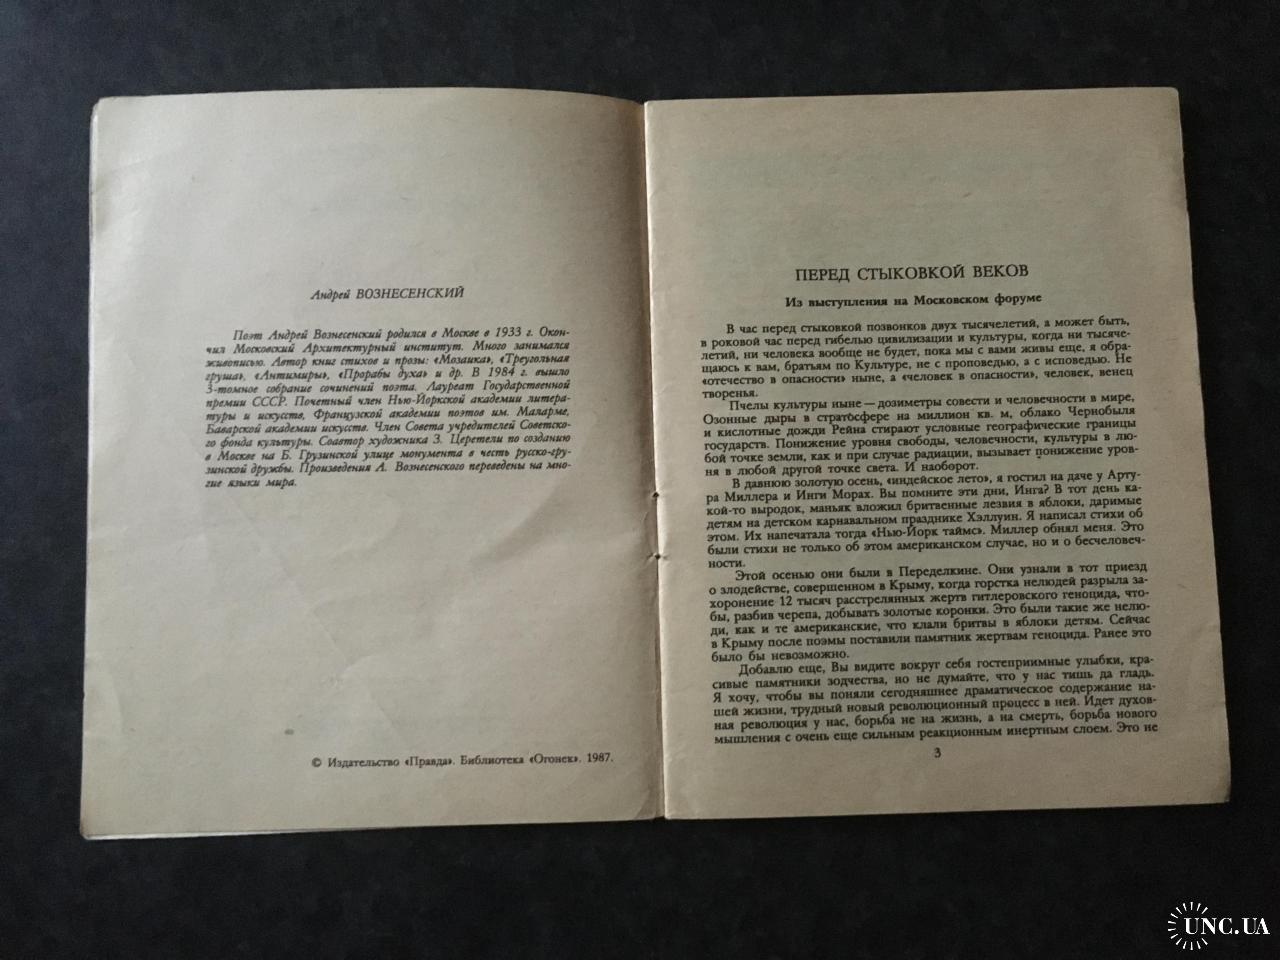 Андрей ВОЗНЕСЕНСКИЙ
Поэт Андрей Вознесенский родился в Москве в 1933 г. Окон-
чил Московский Архитектурный институт. Много занимался
живописью. Автор книг стихов и прозы: «Мозаика», «Треугольная
груша», «Антимиры», «Прорабы духа» и др. В 1984 г. вышло
3-томное собрание сочинений поэта. Лауреат Государственной
премии СССР. Почетный член Нью-Йоркской академии литера-
туры и искусств, Французской академии поэтов им. Маларме,
Баварской академии искусств. Член Совета учредителей Советско-
го фонда культуры. Соавтор художника З. Церетели по созданию
в Москве на Б. Грузинской улице монумента в честь русско-гру-
зинской дружбы. Произведения А. Вознесенского переведены на мно-
гие языки мира.
© Издательство «Правда». Библиотека «Огонек». 1987.
ПЕРЕД СТЫКОВКОЙ ВЕКОВ
Из выступления на Московском форуме
В час перед стыковкой позвонков двух тысячелетий, а может быть,
в роковой час перед гибелью цивилизации и культуры, когда ни тысяче-
летий, ни человека вообще не будет, пока мы с вами живы еще, я обра-
щаюсь к вам, братьям по Культуре, не с проповедью, а с исповедью. Не
«отечество в опасности» ныне, а «человек в опасности», человек, венец
творенья.
Пчелы культуры ныне — дозиметры совести и человечности в мире,
Озонные дыры в стратосфере на миллион кв. м, облако Чернобыля
и кислотные дожди Рейна стирают условные географические границы
государств. Понижение уровня свободы, человечности, культуры в лю-
бой точке земли, как и при случае радиации, вызывает понижение уров-
ня в любой другой точке света. И наоборот.
В давнюю золотую осень, «индейское лето», я гостил на даче у Арту-
ра Миллера и Инги Морах. Вы помните эти дни, Инга? В тот день ка-
кой-то выродок, маньяк вложил бритвенные лезвия в яблоки, даримые
детям на детском карнавальном празднике Хэллуин. Я написал стихи об
этом. Их напечатала тогда «Нью-Йорк таймс». Миллер обнял меня. Это
были стихи не только об этом американском случае, но и о бесчеловеч-
ности.
Этой осенью они были в Переделкине. Они узнали в тот приезд
о злодействе, совершенном в Крыму, когда горстка нелюдей разрыла за-
хоронение 12 тысяч расстрелянных жертв гитлеровского геноцида, что-
бы, разбив черепа, добывать золотые коронки. Это были такие же нелю-
ди, как и те американские, что клали бритвы в яблоки детям. Сейчас
в Крыму после поэмы поставили памятник жертвам геноцида. Ранее это
было бы невозможно.
Добавлю еще, Вы видите вокруг себя гостеприимные улыбки, кра-
сивые памятники зодчества, но не думайте, что у нас тишь да гладь.
Я хочу, чтобы вы поняли сегодняшнее драматическое содержание на-
шей жизни, трудный новый революционный процесс в ней. Идет духов-
ная революция у нас, борьба не на жизнь, а на смерть, борьба нового
мышления с очень еще сильным реакционным инертным слоем. Это не
3
UNC.UA